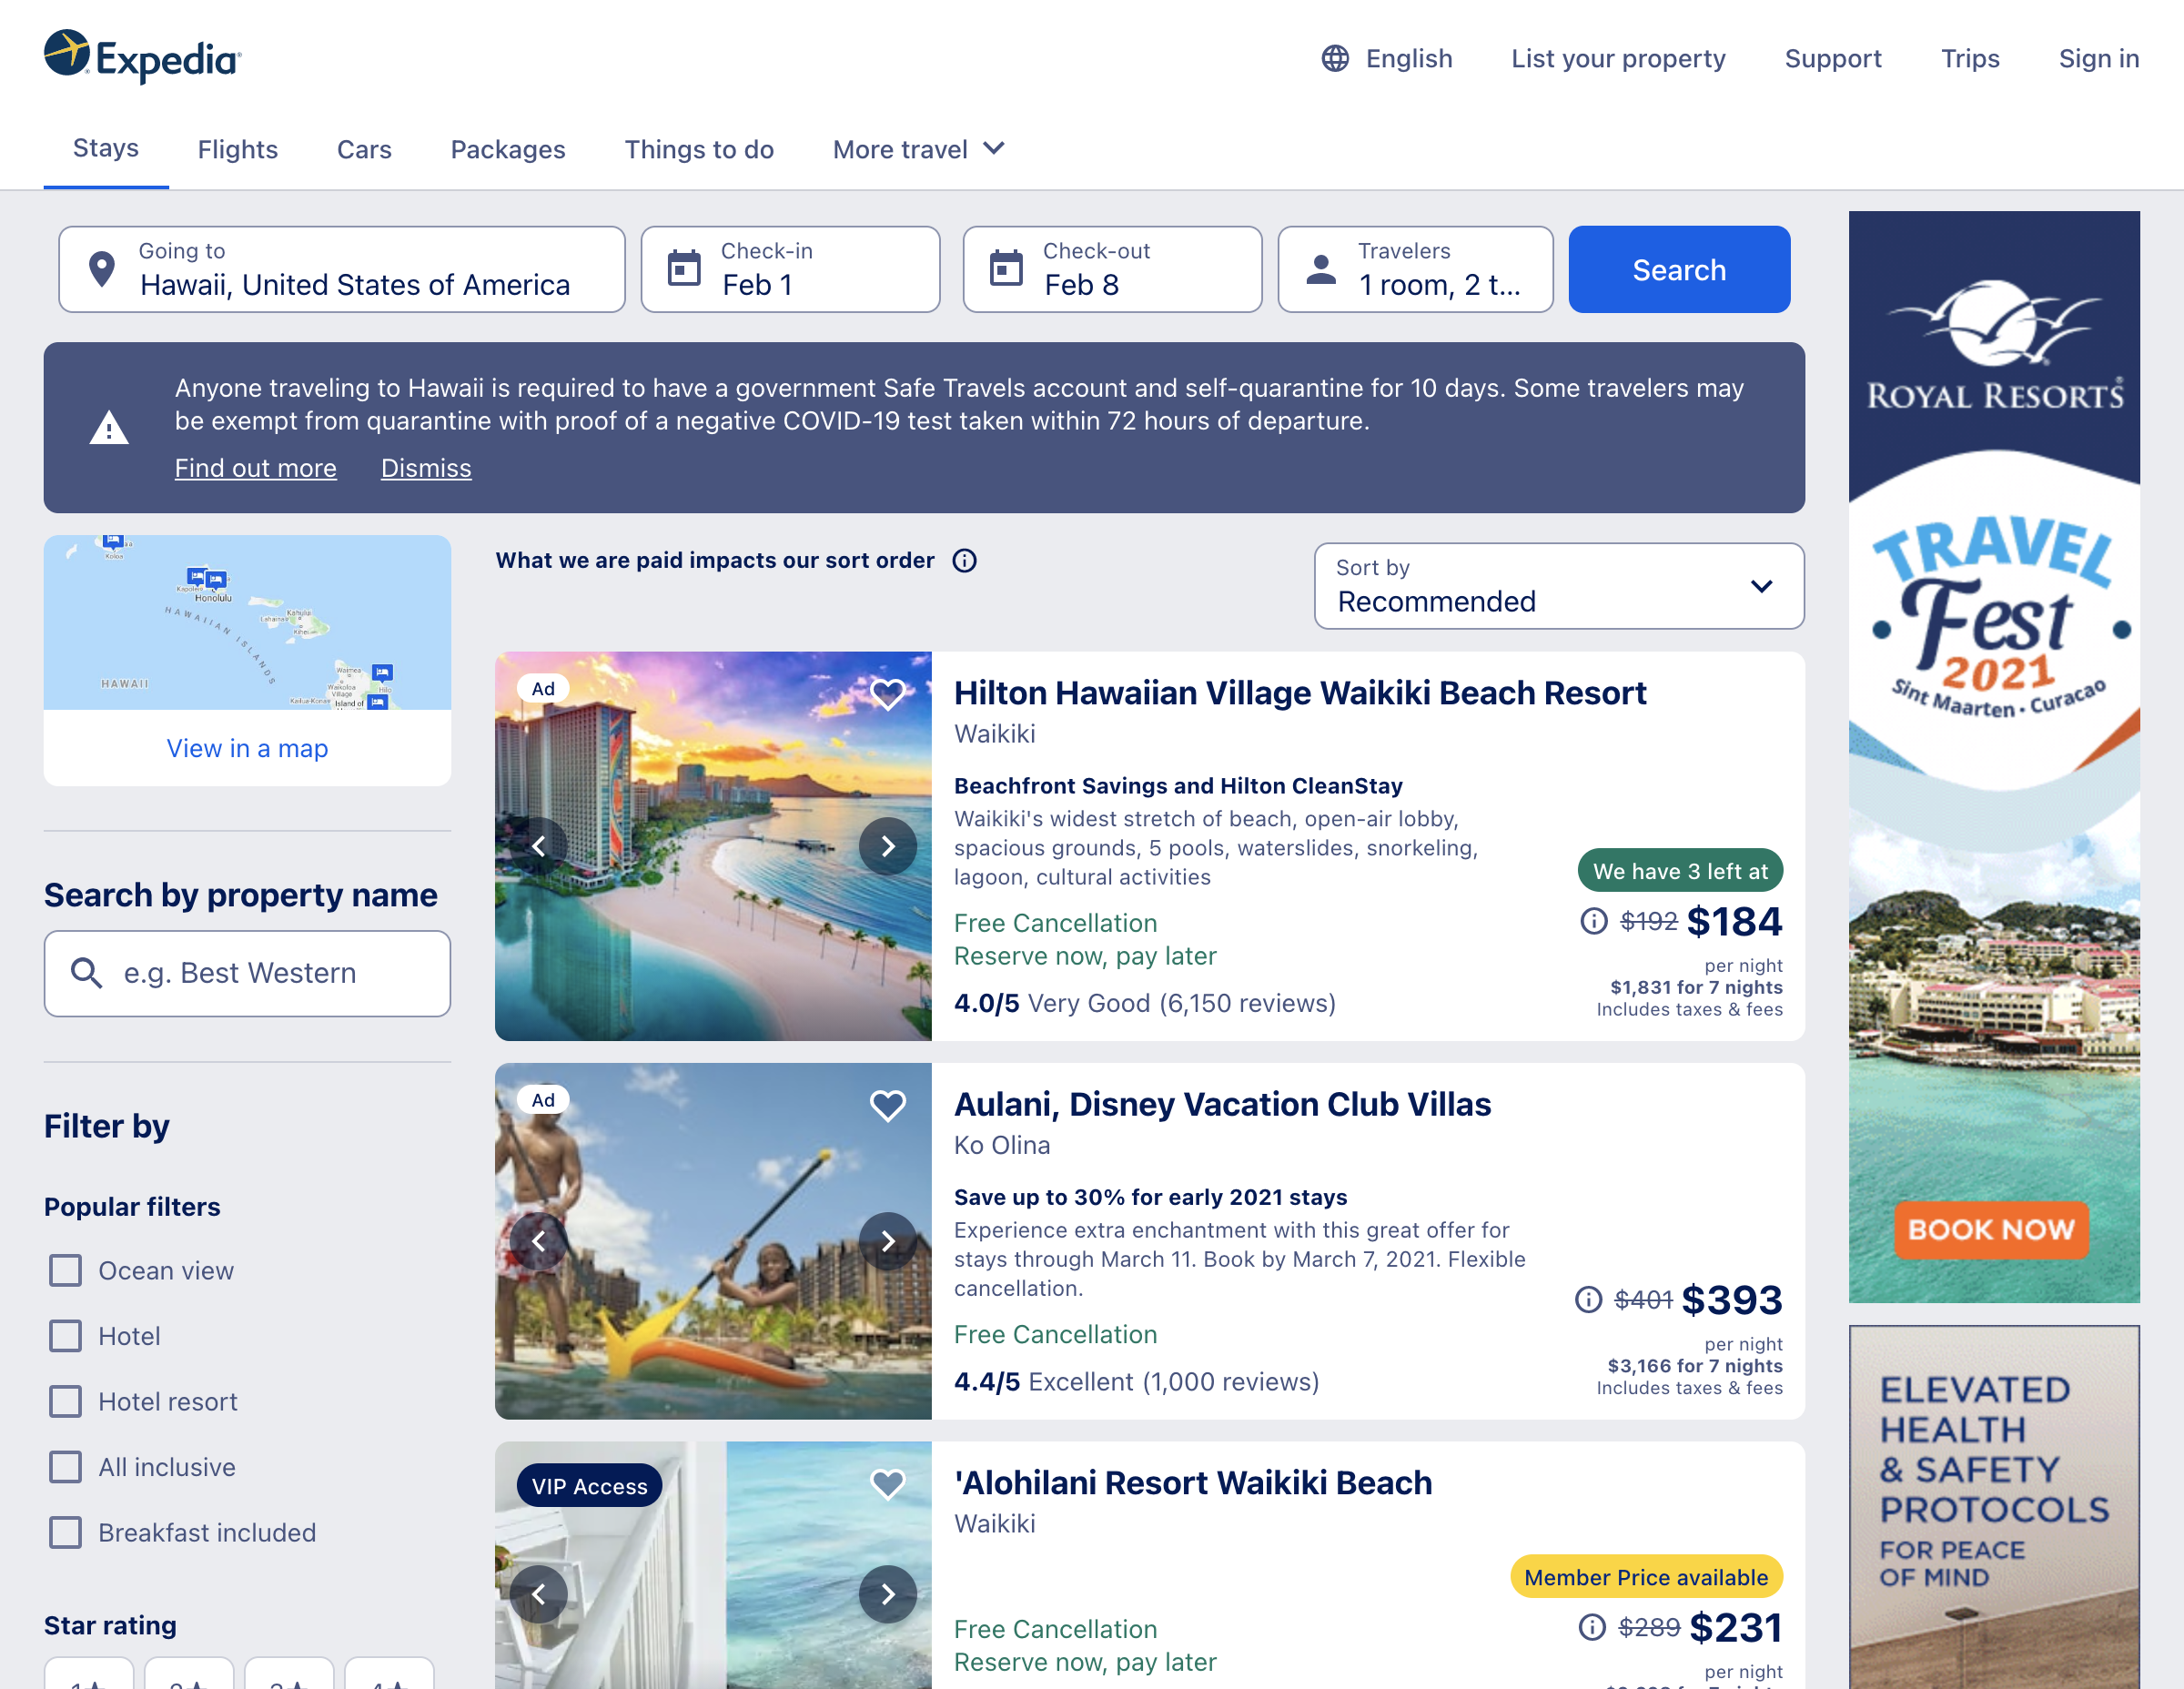 Expedia
English
List your property
Support
Trips
Sign in
Stays
Flights
Cars
Packages
Things to do
More travel
Going to
Hawaii, United States of America
Check-in
Feb 1
Check-out
Feb 8
Travelers
1 room, 2 t...
Search
Anyone traveling to Hawaii is required to have a government Safe Travels account and self-quarantine for 10 days. Some travelers may
be exempt from quarantine with proof of a negative COVID-19 test taken within 72 hours of departure.
Find out more
Dismiss
Koloa
Kapolei
Honolulu
HAWAIIAN ISLANDS
Kahului
Lahaina
Kihei
HAWAII
Waimea
Waikoloa
Village
Hilo
Kailua-Kona
Island of
View in a map
Search by property name
e.g. Best Western
Filter by
Popular filters
Ocean view
Hotel
Hotel resort
All inclusive
Breakfast included
Star rating
What we are paid impacts our sort order
Sort by
Recommended
Ad
Hilton Hawaiian Village Waikiki Beach Resort
Waikiki
Beachfront Savings and Hilton CleanStay
Waikiki's widest stretch of beach, open-air lobby,
spacious grounds, 5 pools, waterslides, snorkeling,
lagoon, cultural activities
Free Cancellation
Reserve now, pay later
4.0/5 Very Good (6,150 reviews)
We have 3 left at
$192 $184
per night
$1,831 for 7 nights
Includes taxes & fees
Ad
Aulani, Disney Vacation Club Villas
Ko Olina
Save up to 30% for early 2021 stays
Experience extra enchantment with this great offer for
stays through March 11. Book by March 7, 2021. Flexible
cancellation.
Free Cancellation
4.4/5 Excellent (1,000 reviews)
$401 $393
per night
$3,166 for 7 nights
Includes taxes & fees
VIP Access
'Alohilani Resort Waikiki Beach
Waikiki
Free Cancellation
Reserve now, pay later
Member Price available
$289 $231
per night
ROYAL RESORTS®
TRAVEL
Fest
2021
Sint Maarten • Curacao
BOOK NOW
ELEVATED
HEALTH
& SAFETY
PROTOCOLS
FOR PEACE
OF MIND